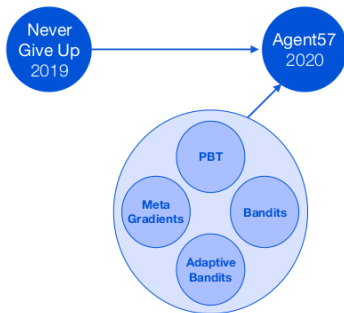 Never
Give Up
2019
Agent57
2020
PBT
Meta
Gradients
Bandits
Adaptive
Bandits